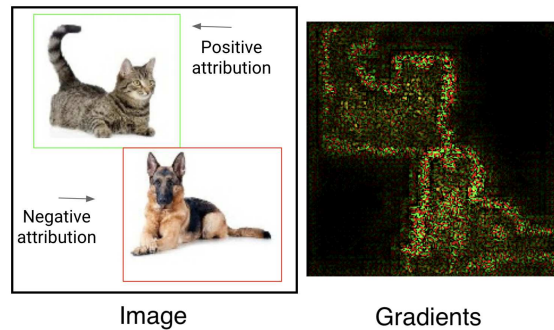 Positive
attribution
Negative
attribution
Image
Gradients